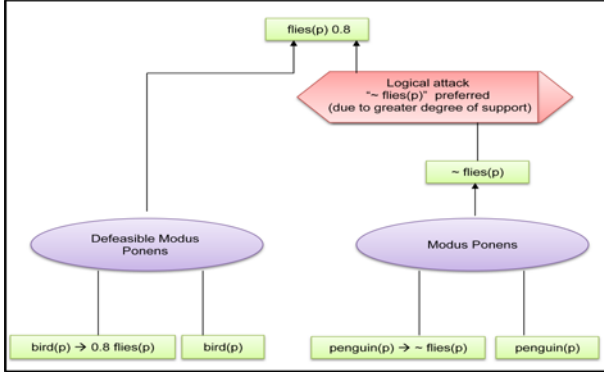 flies(p) 0.8
Logical attack
"~ flies(p)" preferred
(due to greater degree of support)
~ flies(p)
Defeasible Modus
Ponens
Modus Ponens
bird(p) → 0.8 flies(p)
bird(p)
penguin(p) → ~ flies(p)
penguin(p)